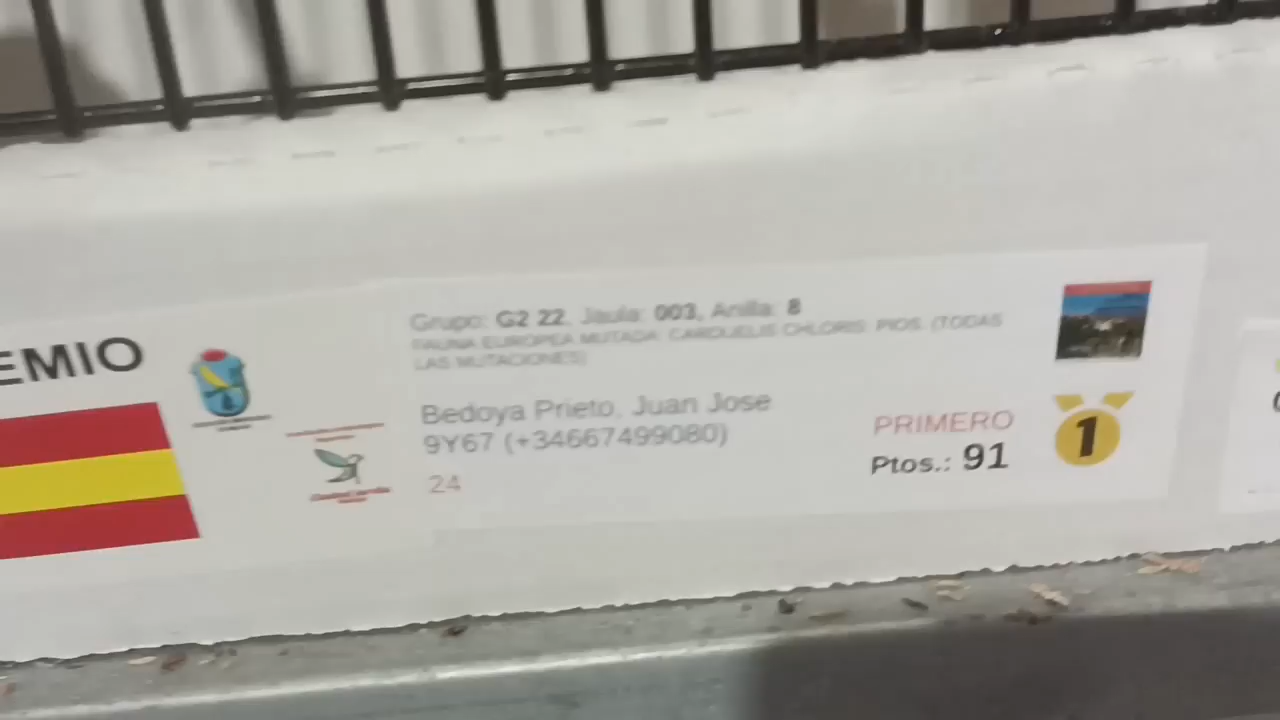 EMIO
Grupo: G2 22, Jaula: 003, Anilla: 8
FAUNA EUROPEA MUTADA: CARDUELIS CHLORIS PIOS. (TODAS
LAS MUTACIONES)
Bedoya Prieto, Juan Jose
9Y67 (+34667499080)
24
PRIMERO
Ptos.: 91
1